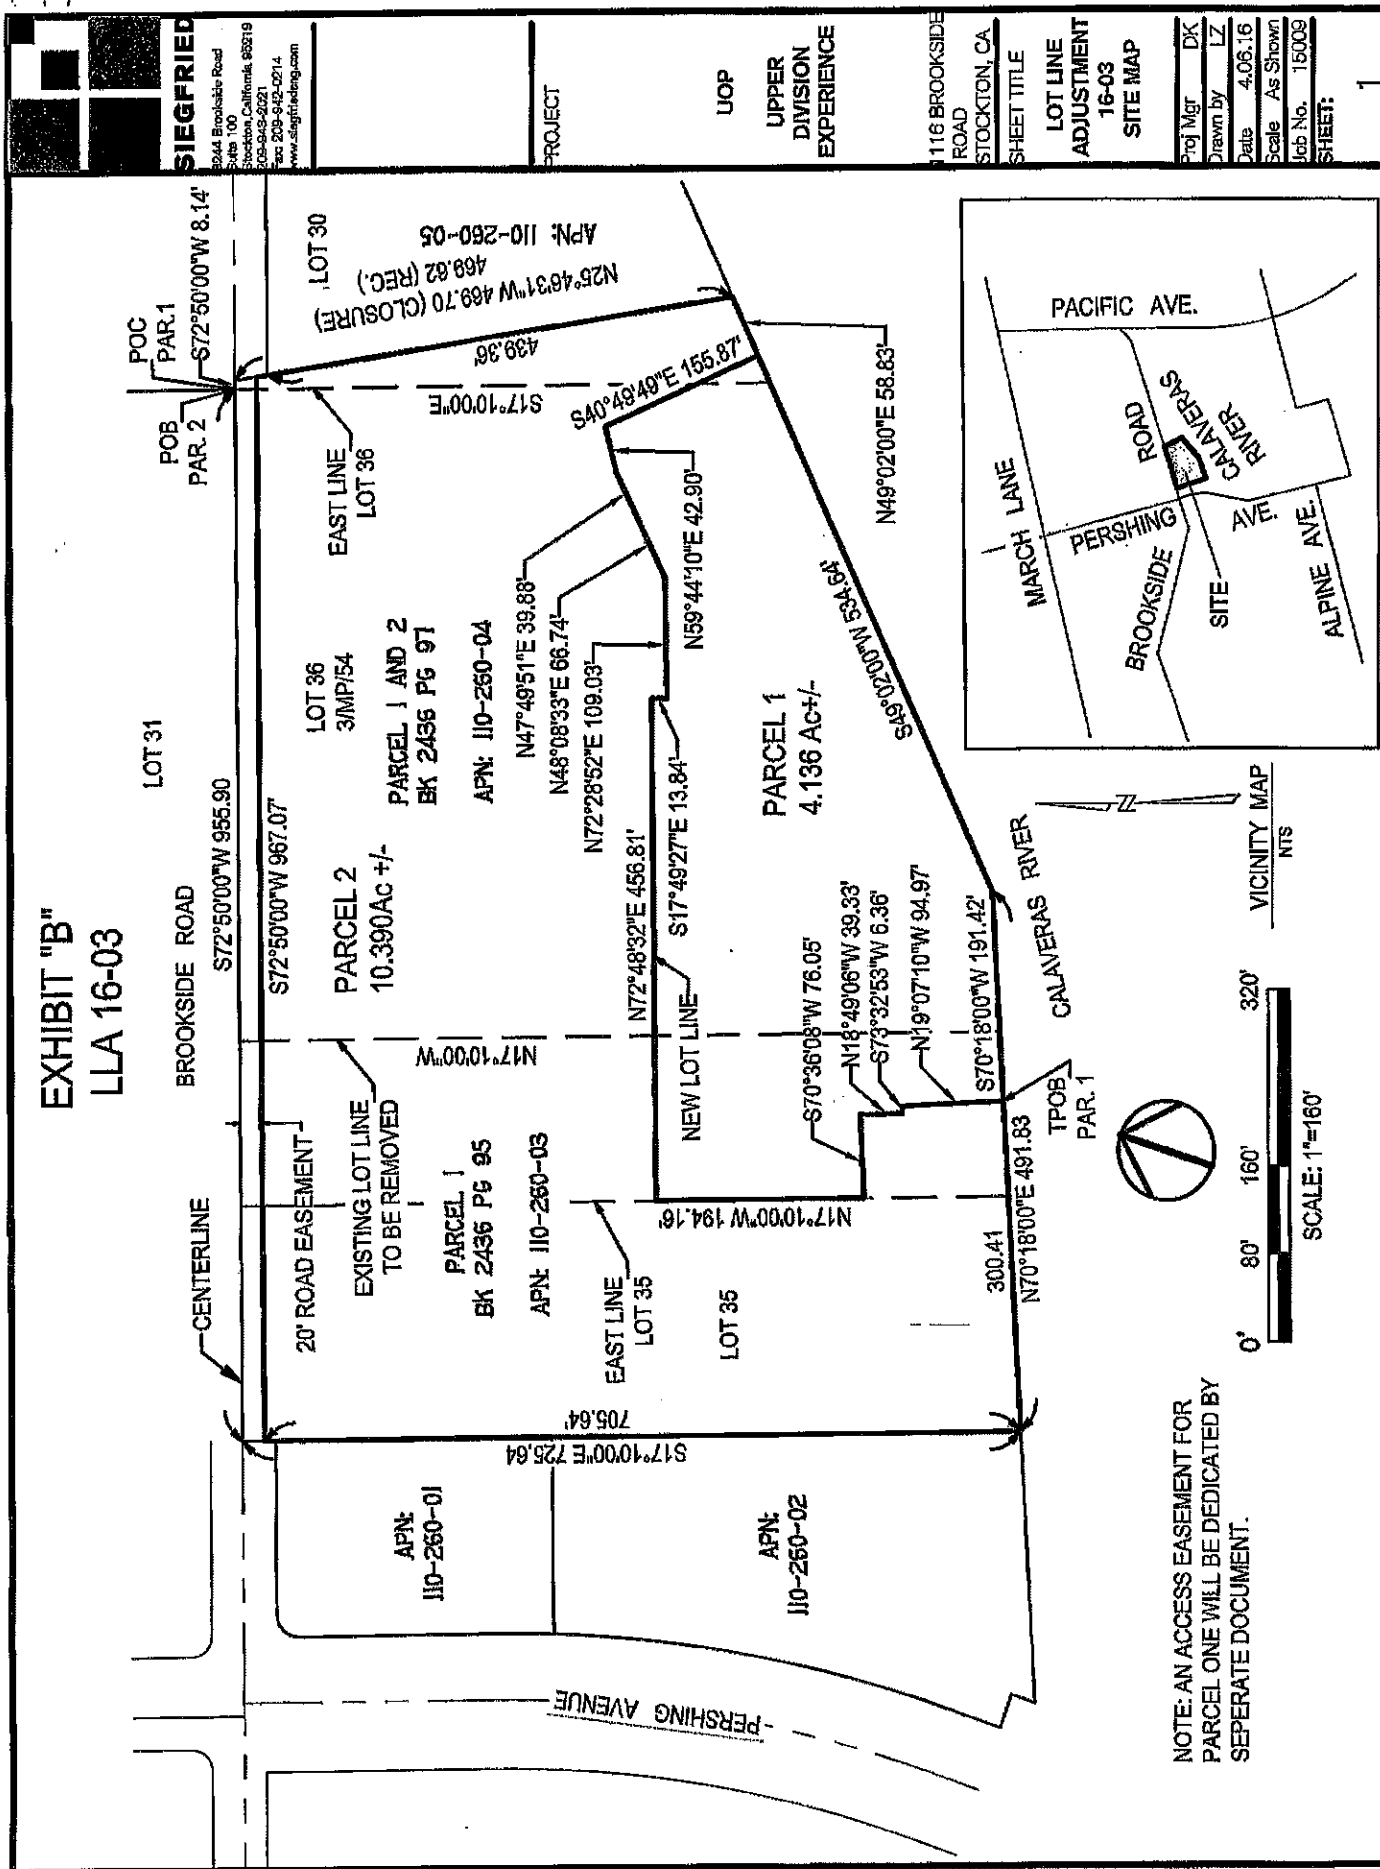 EXHIBIT "B"
LLA 16-03
LOT 31
BROOKSIDE ROAD
CENTERLINE
S72°50'00"W 955.90
S72°50'00"W 967.07'
POC
PAR.1
S72°50'00"W 8.14'
POB
PAR. 2
LOT 30
APN: 110-260-05
N25°46'31"W 469.70 (CLOSURE)
469.62 (REC.)
439.36'
S17°10'00"E
EAST LINE
LOT 36
LOT 36
3/MP/54
PARCEL 1 AND 2
BK 2436 PG 97
APN: 110-260-04
PARCEL 2
10.390Ac +/-
20' ROAD EASEMENT
EXISTING LOT LINE
TO BE REMOVED
N17°10'00"W
PARCEL 1
BK 2436 PG 95
APN: 110-260-03
S40°49'49"E 155.87'
N47°49'51"E 39.88'
N48°08'33"E 66.74'
N72°28'52"E 109.03'
N59°44'10"E 42.90'
N72°48'32"E 456.81'
S17°49'27"E 13.84'
NEW LOT LINE
N49°02'00"E 58.83'
S49°02'00"W 534.64'
PARCEL 1
4.136 Ac+/-
EAST LINE
LOT 35
LOT 35
N17°10'00"W 194.16'
S70°36'08"W 76.05'
N18°49'06"W 39.33'
S73°32'53"W 6.36'
N19°07'10"W 94.97'
S70°18'00"W 191.42'
CALAVERAS RIVER
TPOB
PAR. 1
300.41
N70°18'00"E 491.83
705.64'
S17°10'00"E 725.64
APN:
110-260-01
APN:
110-260-02
PERSHING AVENUE
NOTE: AN ACCESS EASEMENT FOR
PARCEL ONE WILL BE DEDICATED BY
SEPERATE DOCUMENT.
0'
80'
160'
320'
SCALE: 1"=160'
Z
VICINITY MAP
NTS
MARCH LANE
PACIFIC AVE.
ROAD
CALAVERAS
RIVER
PERSHING
AVE.
BROOKSIDE
SITE
ALPINE AVE.
SIEGFRIED
3244 Brookside Road
Suite 100
Stockton, California 95219
209-943-2021
Fax: 209-942-0214
www.siegfriedeng.com
PROJECT
UOP
UPPER
DIVISION
EXPERIENCE
1116 BROOKSIDE
ROAD
STOCKTON, CA
SHEET TITLE
LOT LINE
ADJUSTMENT
16-03
SITE MAP
Proj Mgr DK
Drawn by LZ
Date 4.06.16
Scale As Shown
Job No. 15009
SHEET:
1